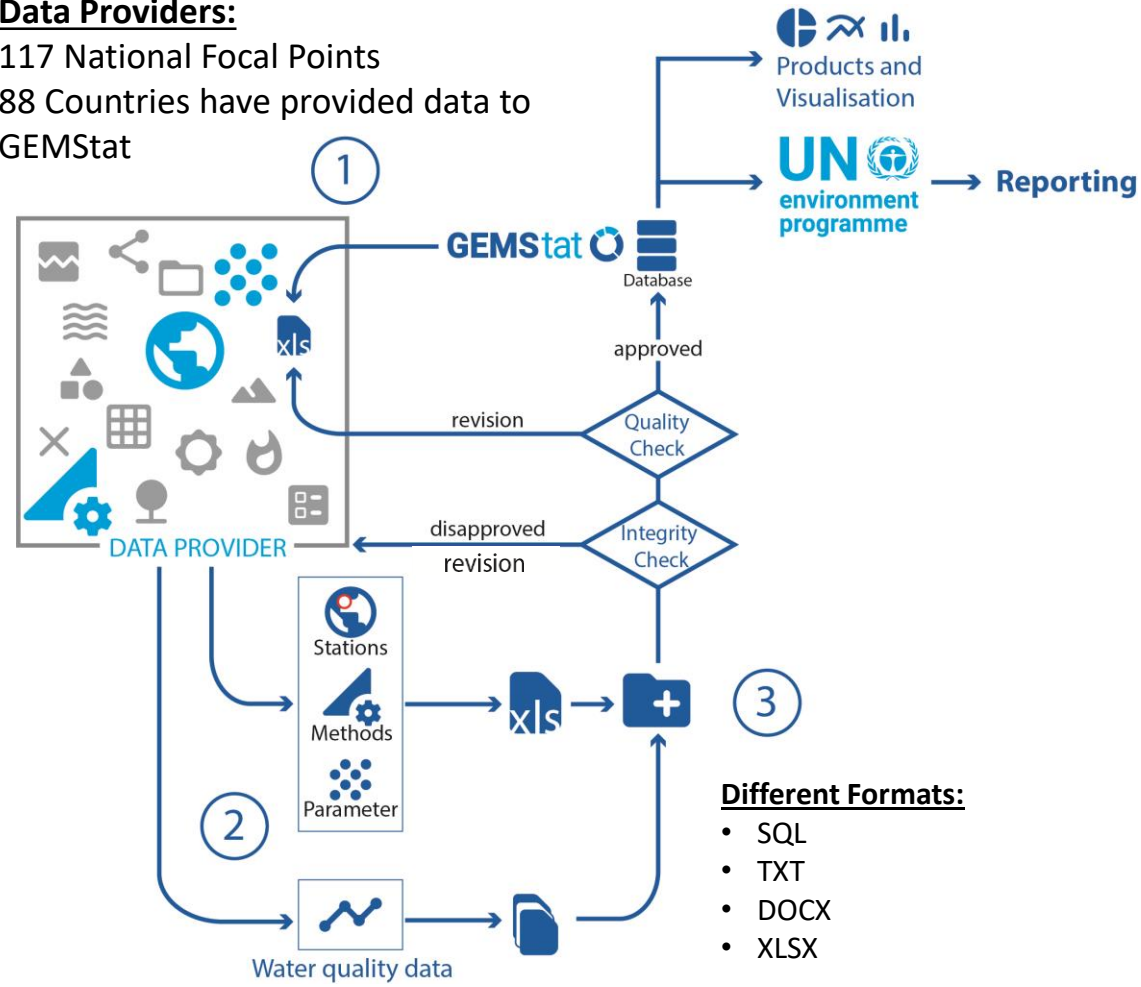 Data Providers:
117 National Focal Points
88 Countries have provided data to
GEMStat
1
Products and
Visualisation
UN
environment
programme
Reporting
GEMStat
Database
xls
approved
revision
Quality
Check
disapproved
revision
Integrity
Check
DATA PROVIDER
Stations
Methods
Parameter
xls
3
2
Water quality data
Different Formats:
• SQL
• TXT
• DOCX
• XLSX